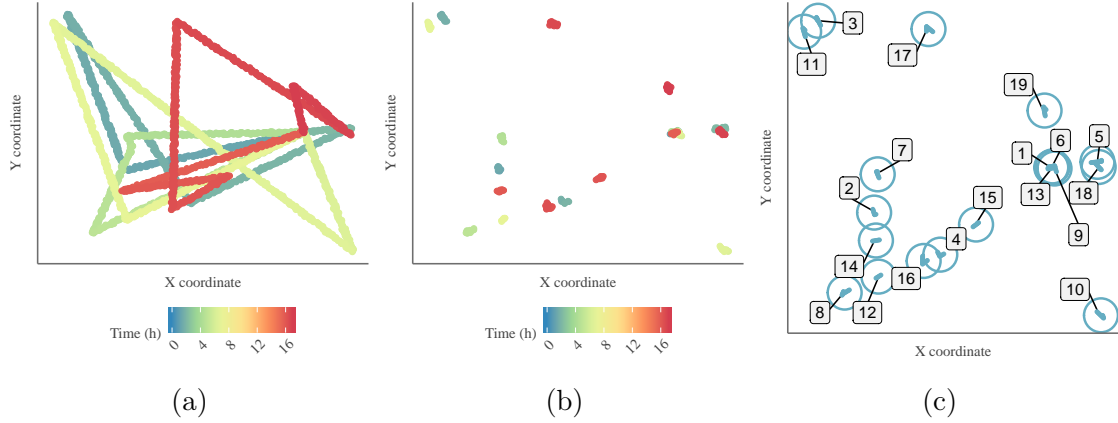 Y coordinate
X coordinate
Time (h)
0 4 8 12 16
(a)
Y coordinate
X coordinate
Time (h)
0 4 8 12 16
(b)
3
11
17
19
7
1
6
5
2
13
18
15
9
4
14
16
10
8
12
Y coordinate
X coordinate
(c)